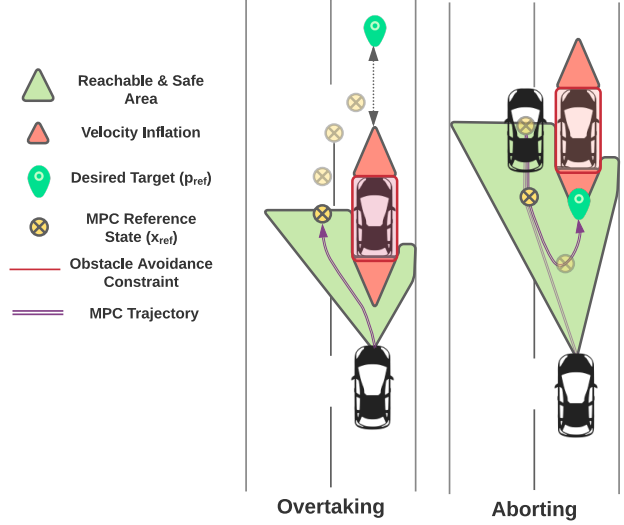 Reachable & Safe
Area
Velocity Inflation
Desired Target (pref)
MPC Reference
State (xref)
Obstacle Avoidance
Constraint
MPC Trajectory
Overtaking
Aborting